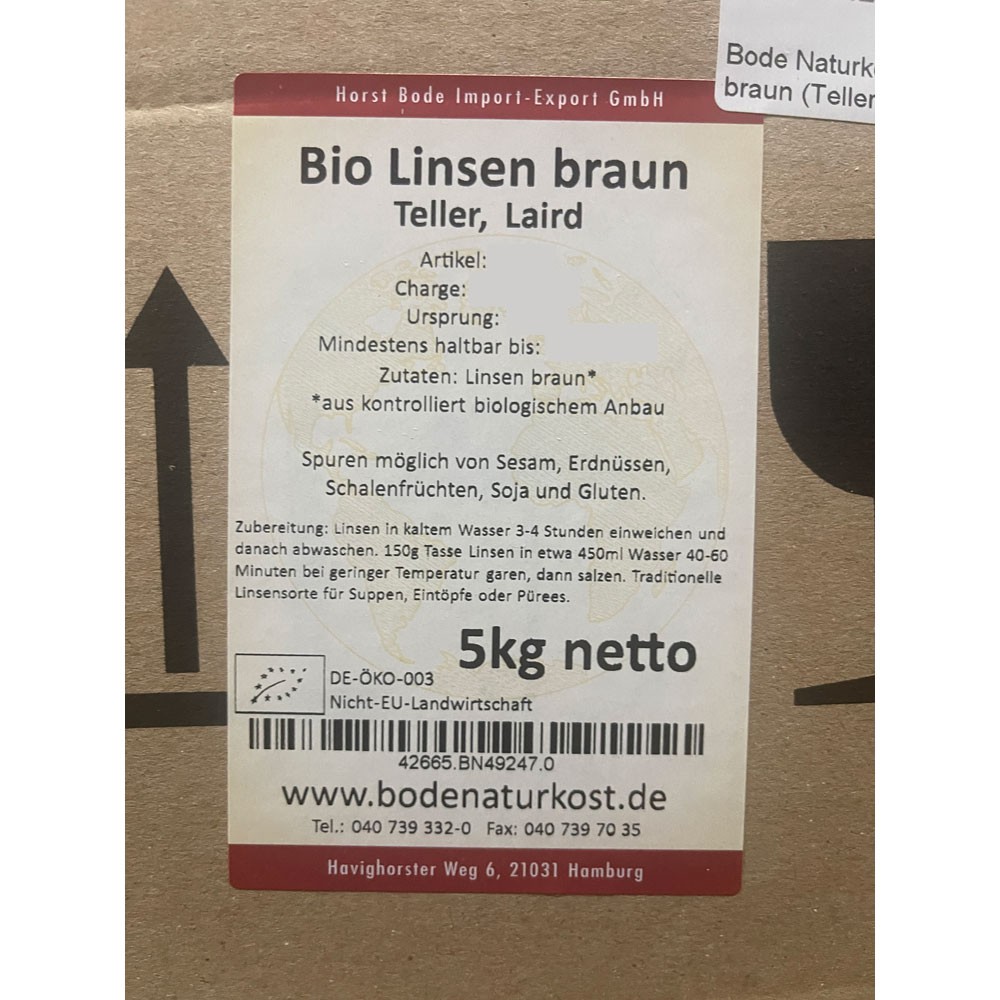 Bode Naturk
braun (Teller
Horst Bode Import-Export GmbH
Bio Linsen braun
Teller, Laird
Artikel:
Charge:
Ursprung:
Mindestens haltbar bis:
Zutaten: Linsen braun*
*aus kontrolliert biologischem Anbau
Spuren möglich von Sesam, Erdnüssen,
Schalenfrüchten, Soja und Gluten.
Zubereitung: Linsen in kaltem Wasser 3-4 Stunden einweichen und
danach abwaschen. 150g Tasse Linsen in etwa 450ml Wasser 40-60
Minuten bei geringer Temperatur garen, dann salzen. Traditionelle
Linsensorte für Suppen, Eintöpfe oder Pürees.
5kg netto
DE-ÖKO-003
Nicht-EU-Landwirtschaft
42665.BN49247.0
www.bodenaturkost.de
Tel.: 040 739 332-0 Fax: 040 739 70 35
Havighorster Weg 6, 21031 Hamburg